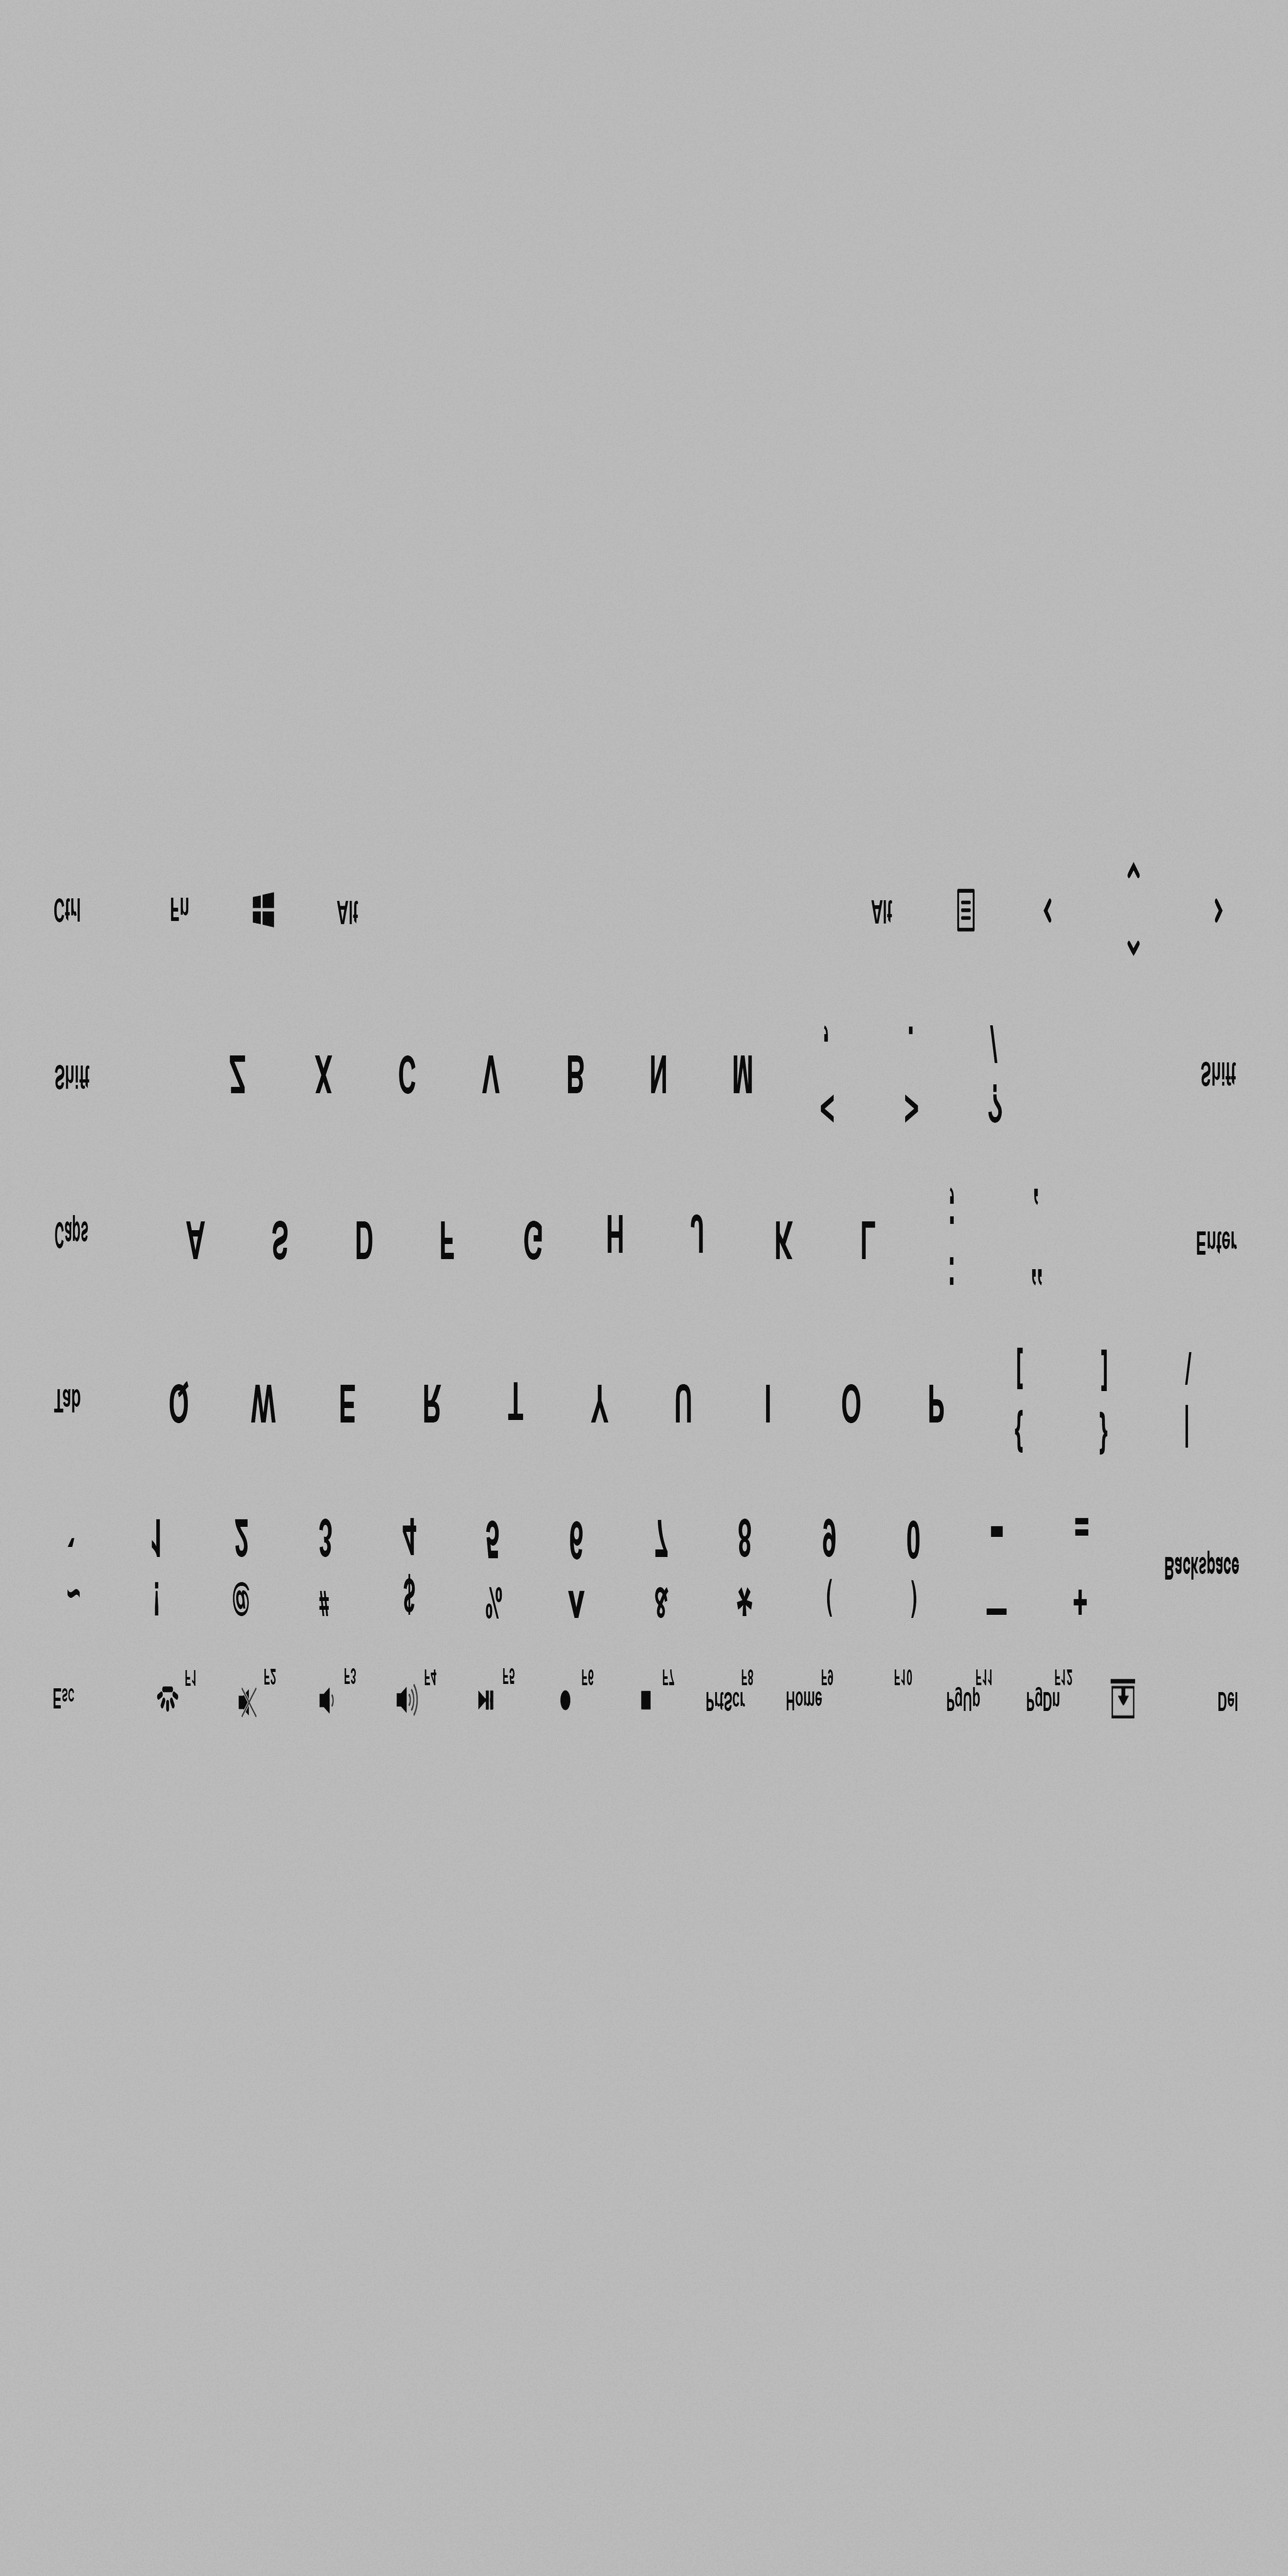 Esc F1 F2 F3 F4 F5 F6 F7 PrtScr F8 Home F9 F10 PgUp F11 PgDn F12 Del
~ ! @ # $ % ^ & * ( ) _ +
` 1 2 3 4 5 6 7 8 9 0 - = Backspace
{ } |
Tab Q W E R T Y U I O P [ ] \
: "
Caps A S D F G H J K L ; ' Enter
< > ?
Shift Z X C V B N M , . / Shift
Ctrl Fn Alt Alt